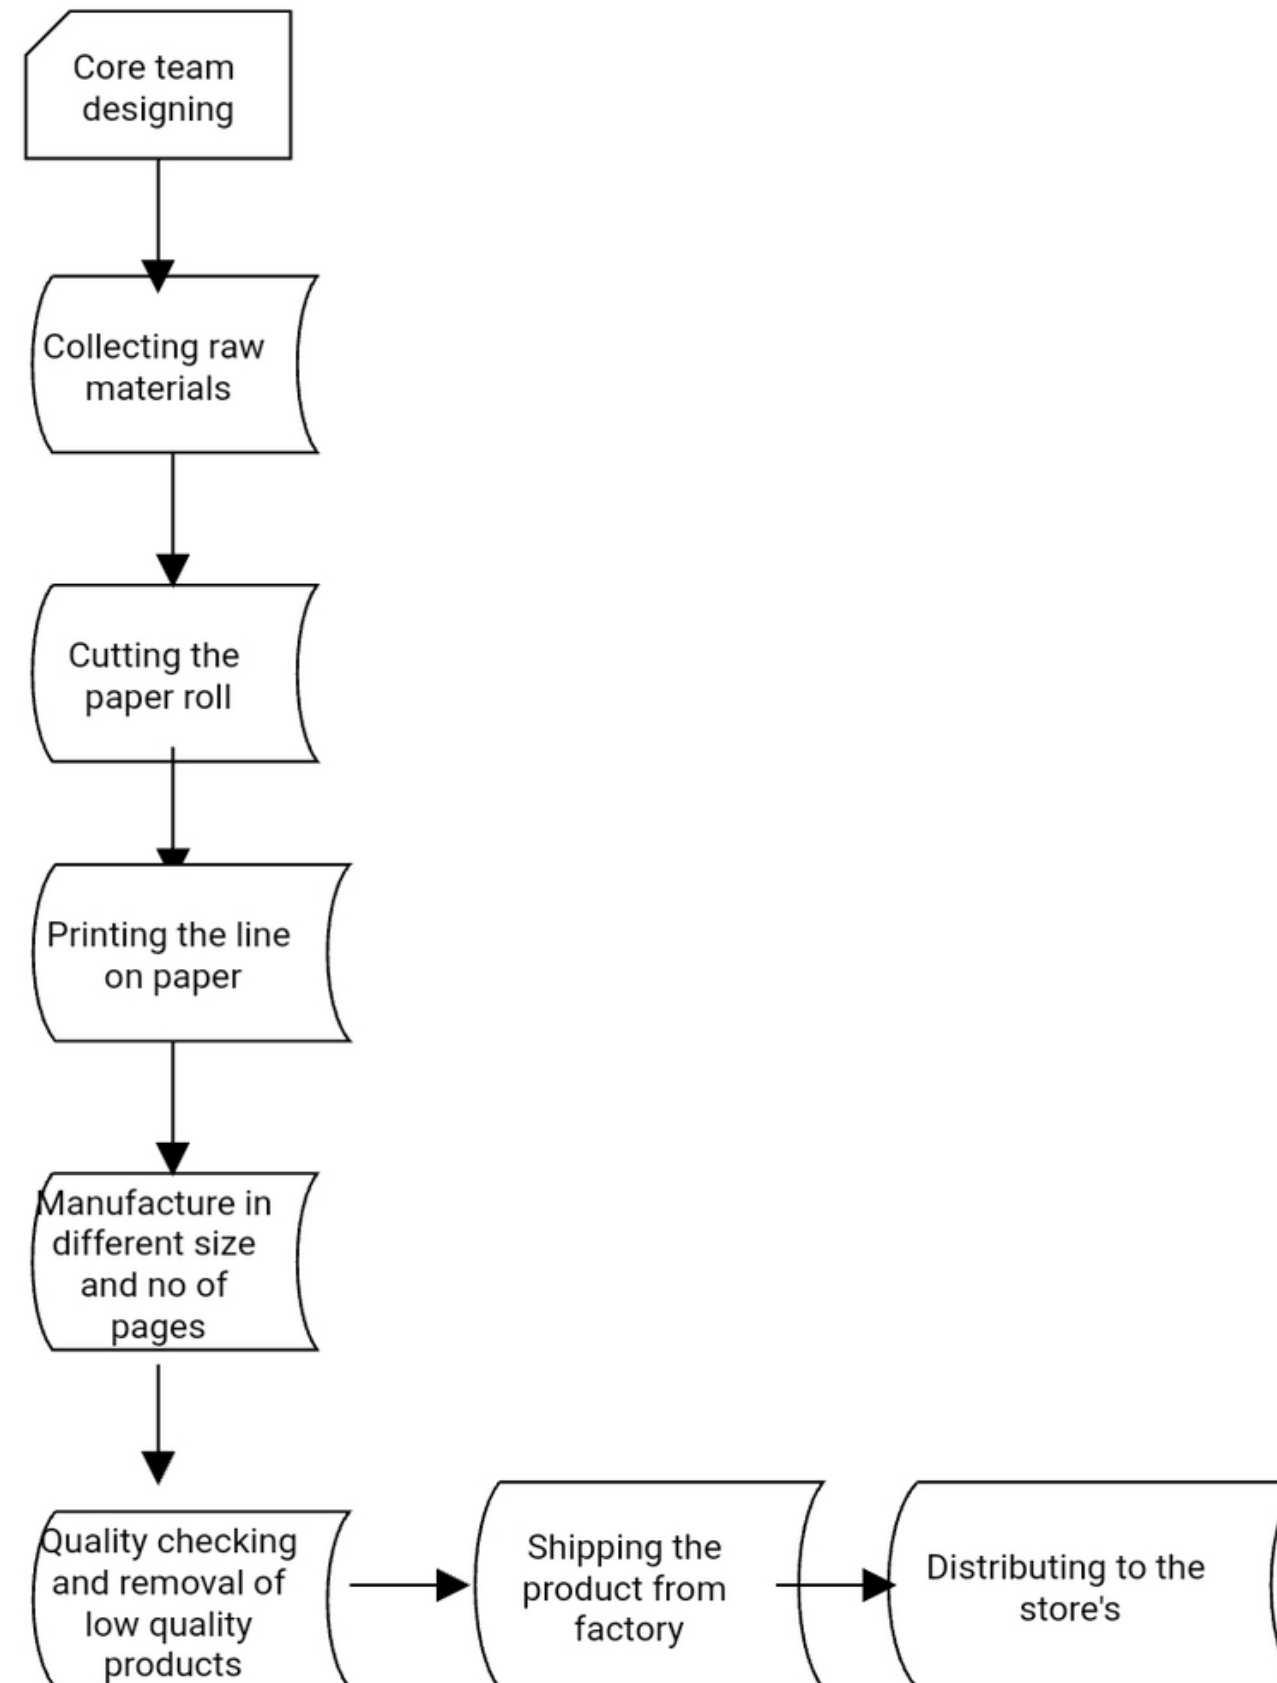 Core team
designing
Collecting raw
materials
Cutting the
paper roll
Printing the line
on paper
Manufacture in
different size
and no of
pages
Quality checking
and removal of
low quality
products
Shipping the
product from
factory
Distributing to the
store's